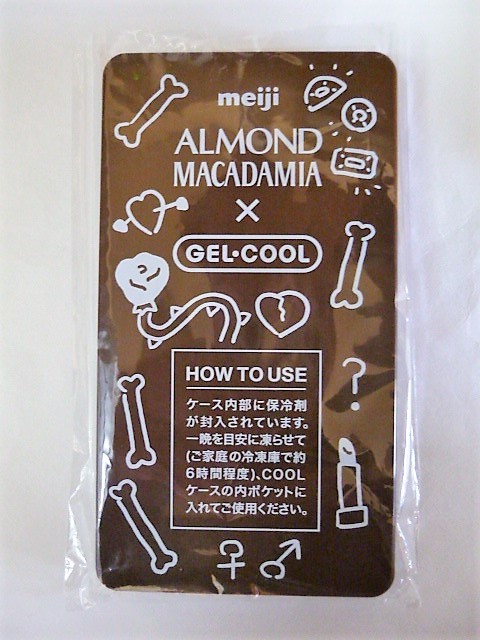 meiji
ALMOND
MACADAMIA
×
GEL•COOL
?
HOW TO USE
ケース内部に保冷剤
が封入されています。
一晩を目安に凍らせて
(ご家庭の冷凍庫で約
6時間程度)、COOL
ケースの内ポケットに
入れてご使用ください。